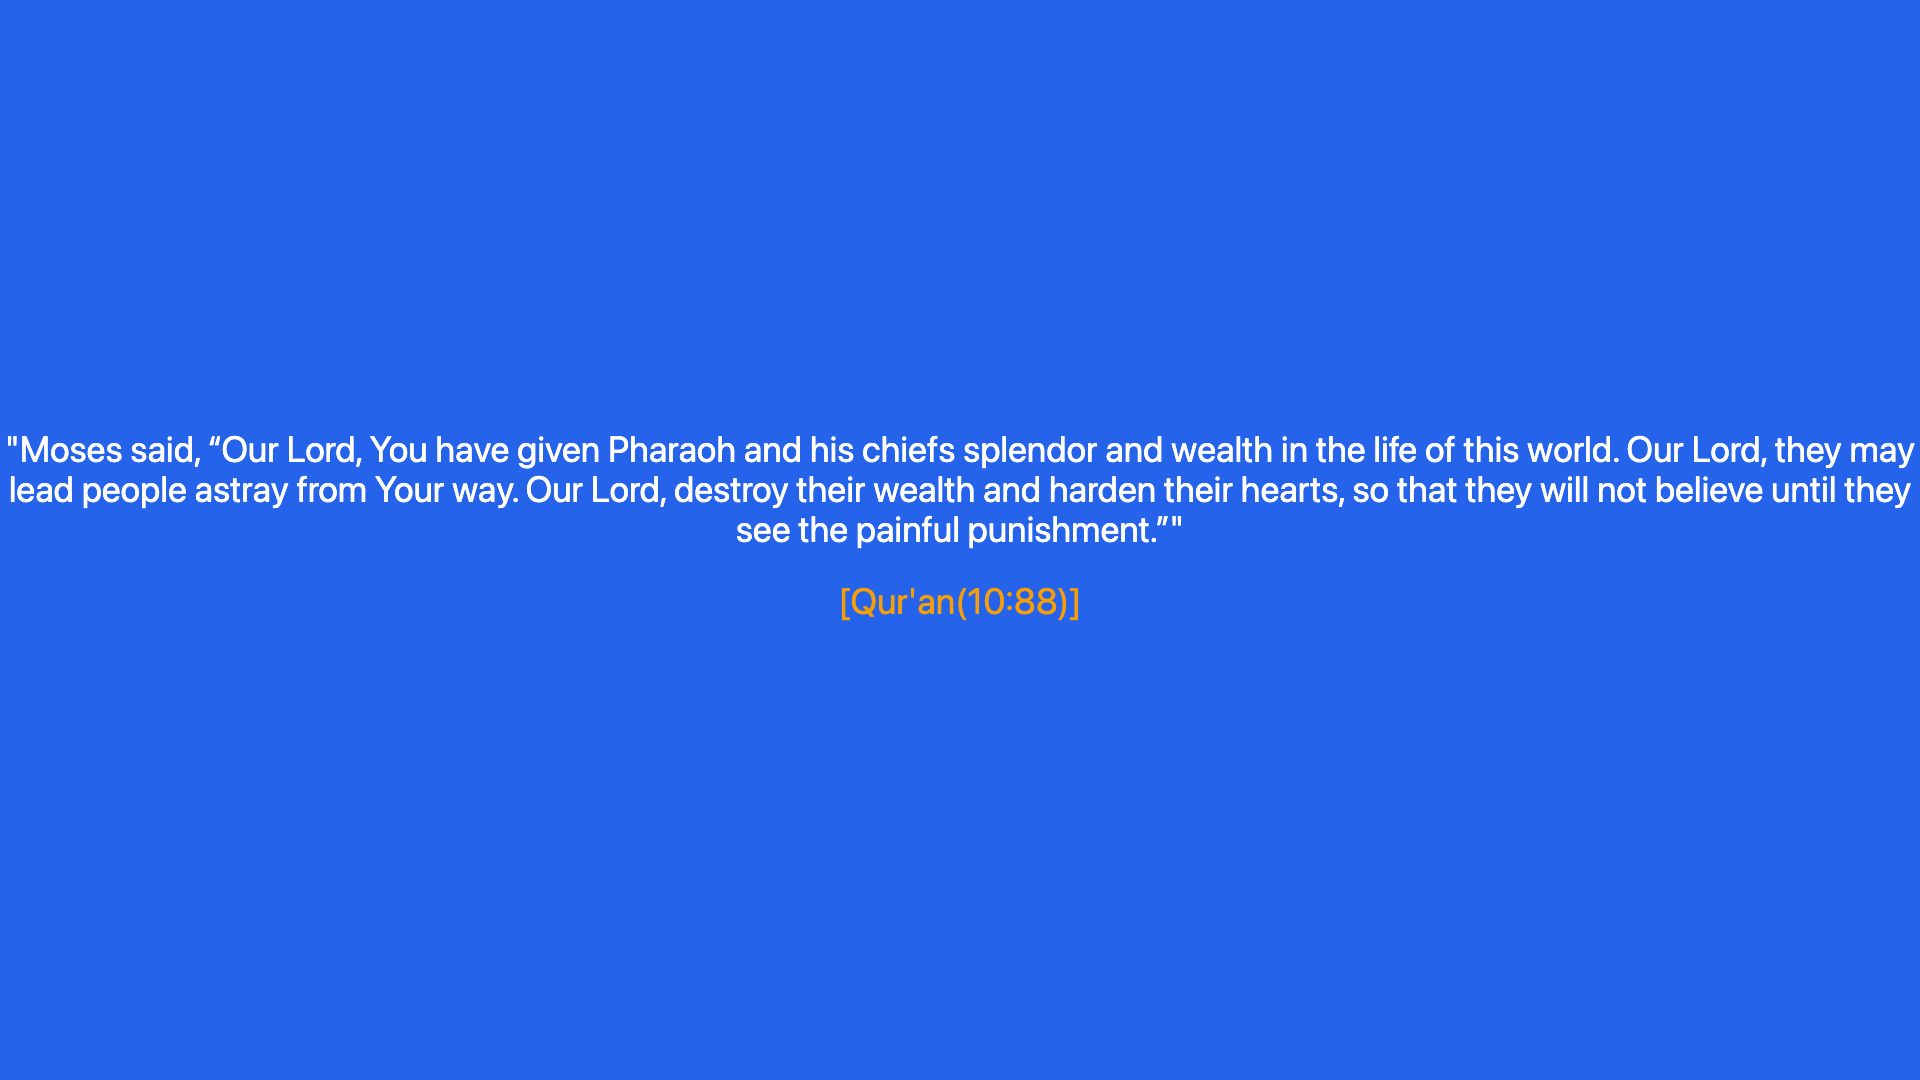 "Moses said, “Our Lord, You have given Pharaoh and his chiefs splendor and wealth in the life of this world. Our Lord, they may
lead people astray from Your way. Our Lord, destroy their wealth and harden their hearts, so that they will not believe until they
see the painful punishment.”"
[Qur'an(10:88)]